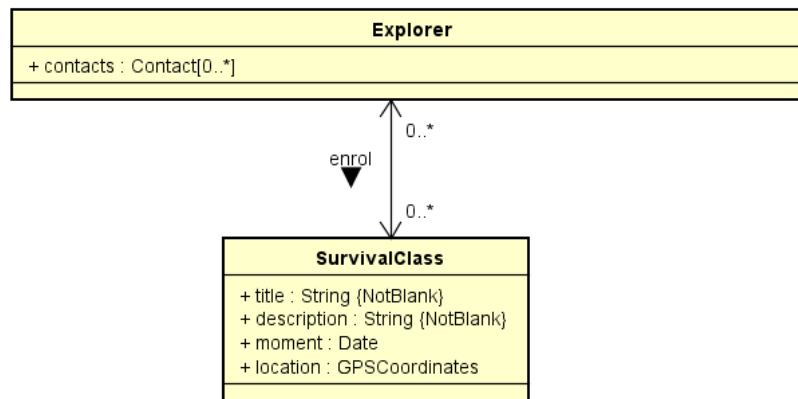 Explorer
+ contacts : Contact[0..*]
0..*
enrol
0..*
SurvivalClass
+ title : String {NotBlank}
+ description : String {NotBlank}
+ moment : Date
+ location : GPSCoordinates